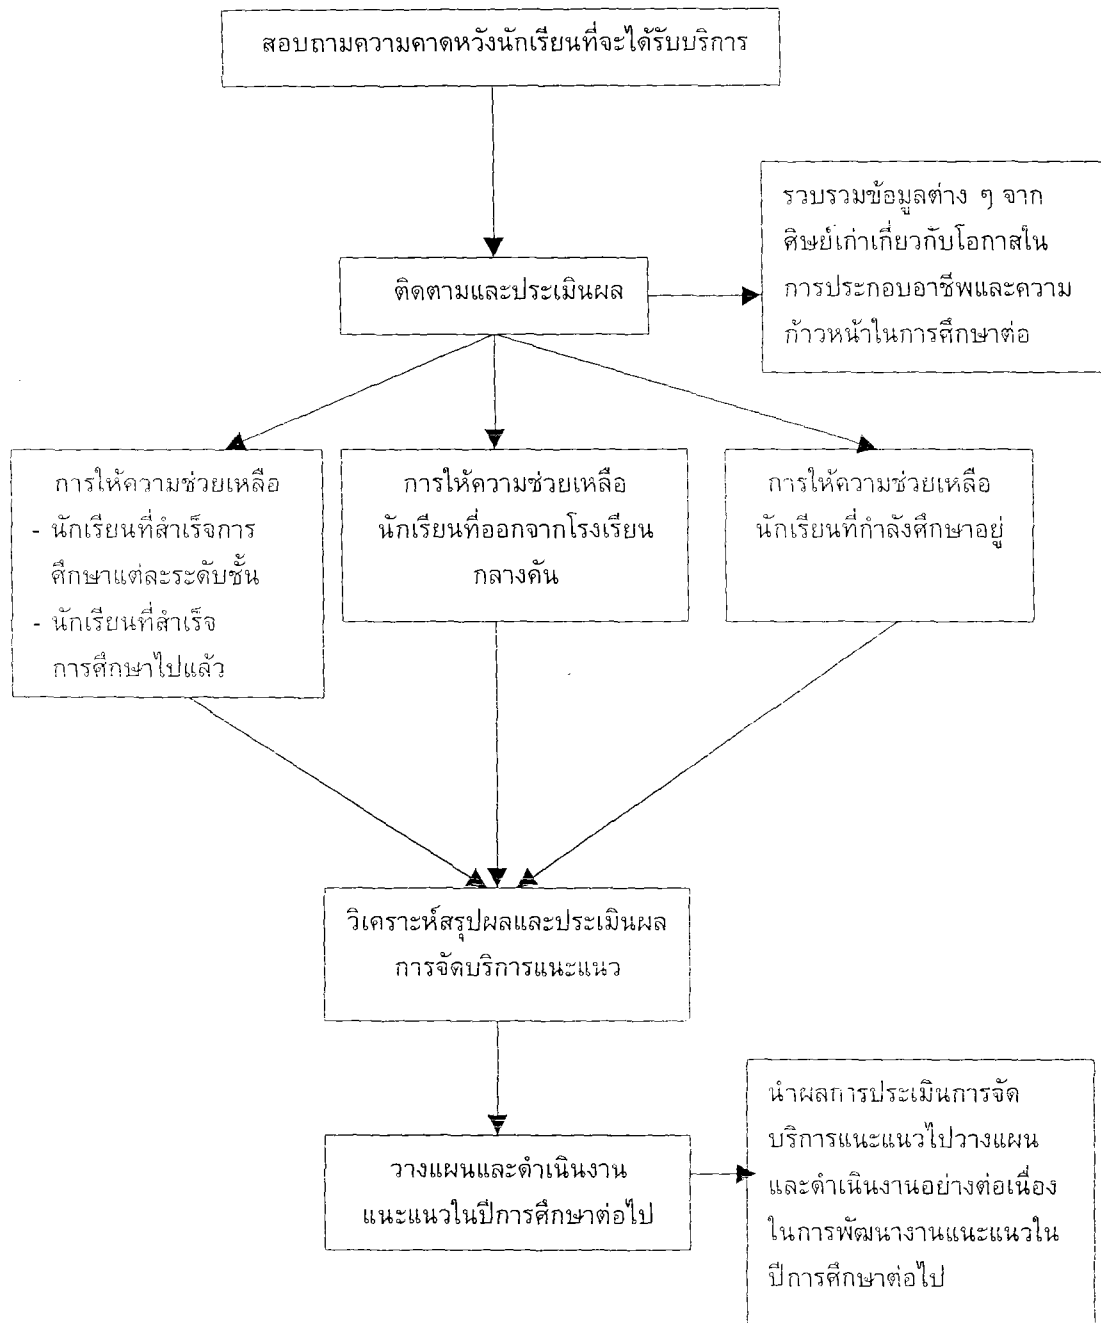 สอบถามความคาดหวังนักเรียนที่จะได้รับบริการ
รวบรวมข้อมูลต่าง ๆ จาก
ศิษย์เก่าเกี่ยวกับโอกาสใน
การประกอบอาชีพและความ
ก้าวหน้าในการศึกษาต่อ
ติดตามและประเมินผล
การให้ความช่วยเหลือ
- นักเรียนที่สำเร็จการ
ศึกษาแต่ละระดับชั้น
- นักเรียนที่สำเร็จ
การศึกษาไปแล้ว
การให้ความช่วยเหลือ
นักเรียนที่ออกจากโรงเรียน
กลางคัน
การให้ความช่วยเหลือ
นักเรียนที่กำลังศึกษาอยู่
วิเคราะห์สรุปผลและประเมินผล
การจัดบริการแนะแนว
วางแผนและดำเนินงาน
แนะแนวในปีการศึกษาต่อไป
นำผลการประเมินการจัด
บริการแนะแนวไปวางแผน
และดำเนินงานอย่างต่อเนื่อง
ในการพัฒนางานแนะแนวใน
ปีการศึกษาต่อไป